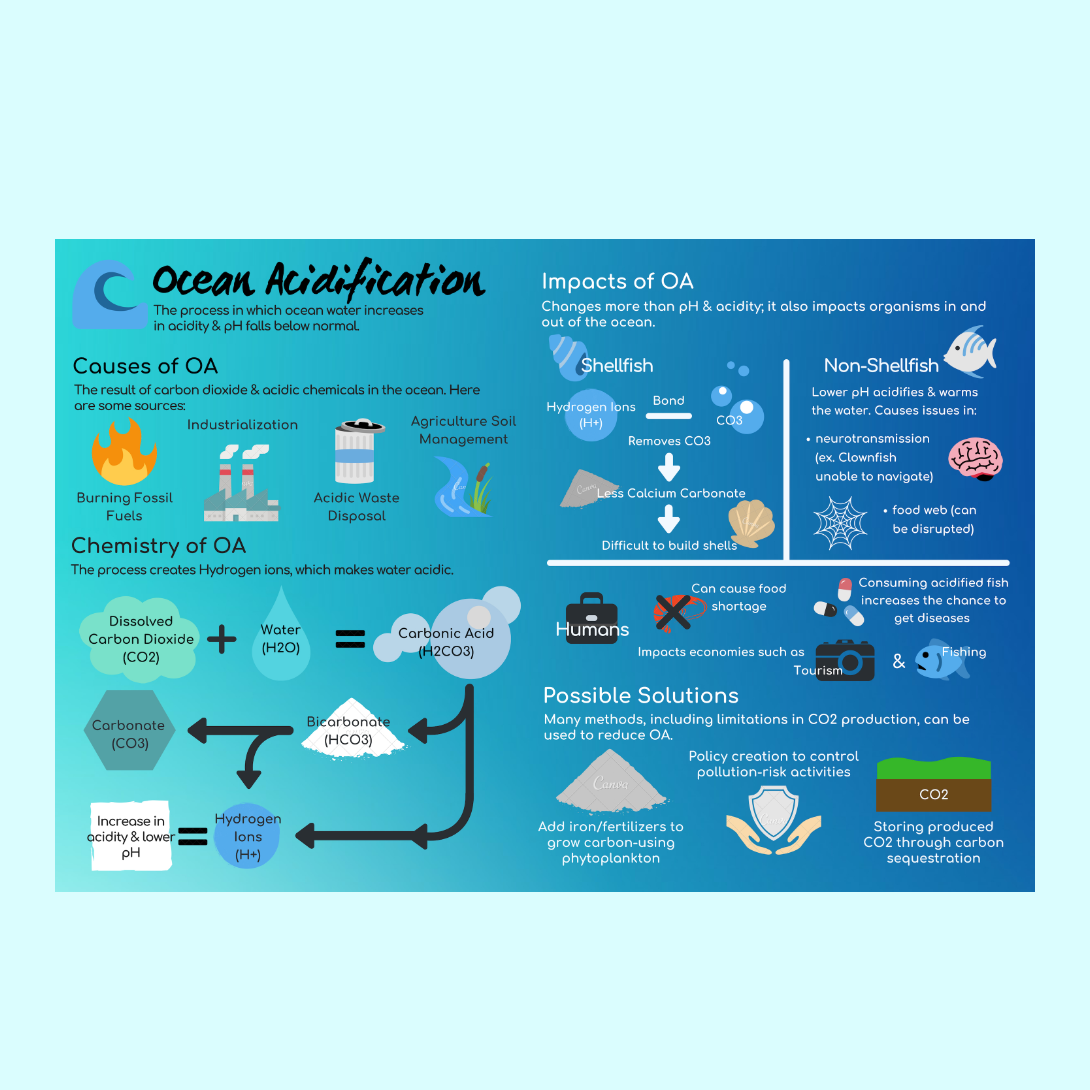 Ocean Acidification
The process in which ocean water increases
in acidity & pH falls below normal.
Causes of OA
The result of carbon dioxide & acidic chemicals in the ocean. Here
are some sources:
Burning Fossil
Fuels
Industrialization
Acidic Waste
Disposal
Agriculture Soil
Management
Chemistry of OA
The process creates Hydrogen ions, which makes water acidic.
Dissolved
Carbon Dioxide
(CO2)
+
Water
(H2O)
=
Carbonic Acid
(H2CO3)
Carbonate
(CO3)
Bicarbonate
(HCO3)
Increase in
acidity & lower
pH
=
Hydrogen
Ions
(H+)
Impacts of OA
Changes more than pH & acidity; it also impacts organisms in and
out of the ocean.
Shellfish
Hydrogen Ions
(H+)
Bond
CO3
Removes CO3
Canva
Less Calcium Carbonate
Difficult to build shells
Non-Shellfish
Lower pH acidifies & warms
the water. Causes issues in:
• neurotransmission
(ex. Clownfish
unable to navigate)
• food web (can
be disrupted)
Humans
Can cause food
shortage
Consuming acidified fish
increases the chance to
get diseases
Impacts economies such as
Tourism
&
Fishing
Possible Solutions
Many methods, including limitations in CO2 production, can be
used to reduce OA.
Canva
Add iron/fertilizers to
grow carbon-using
phytoplankton
Policy creation to control
pollution-risk activities
CO2
Storing produced
CO2 through carbon
sequestration